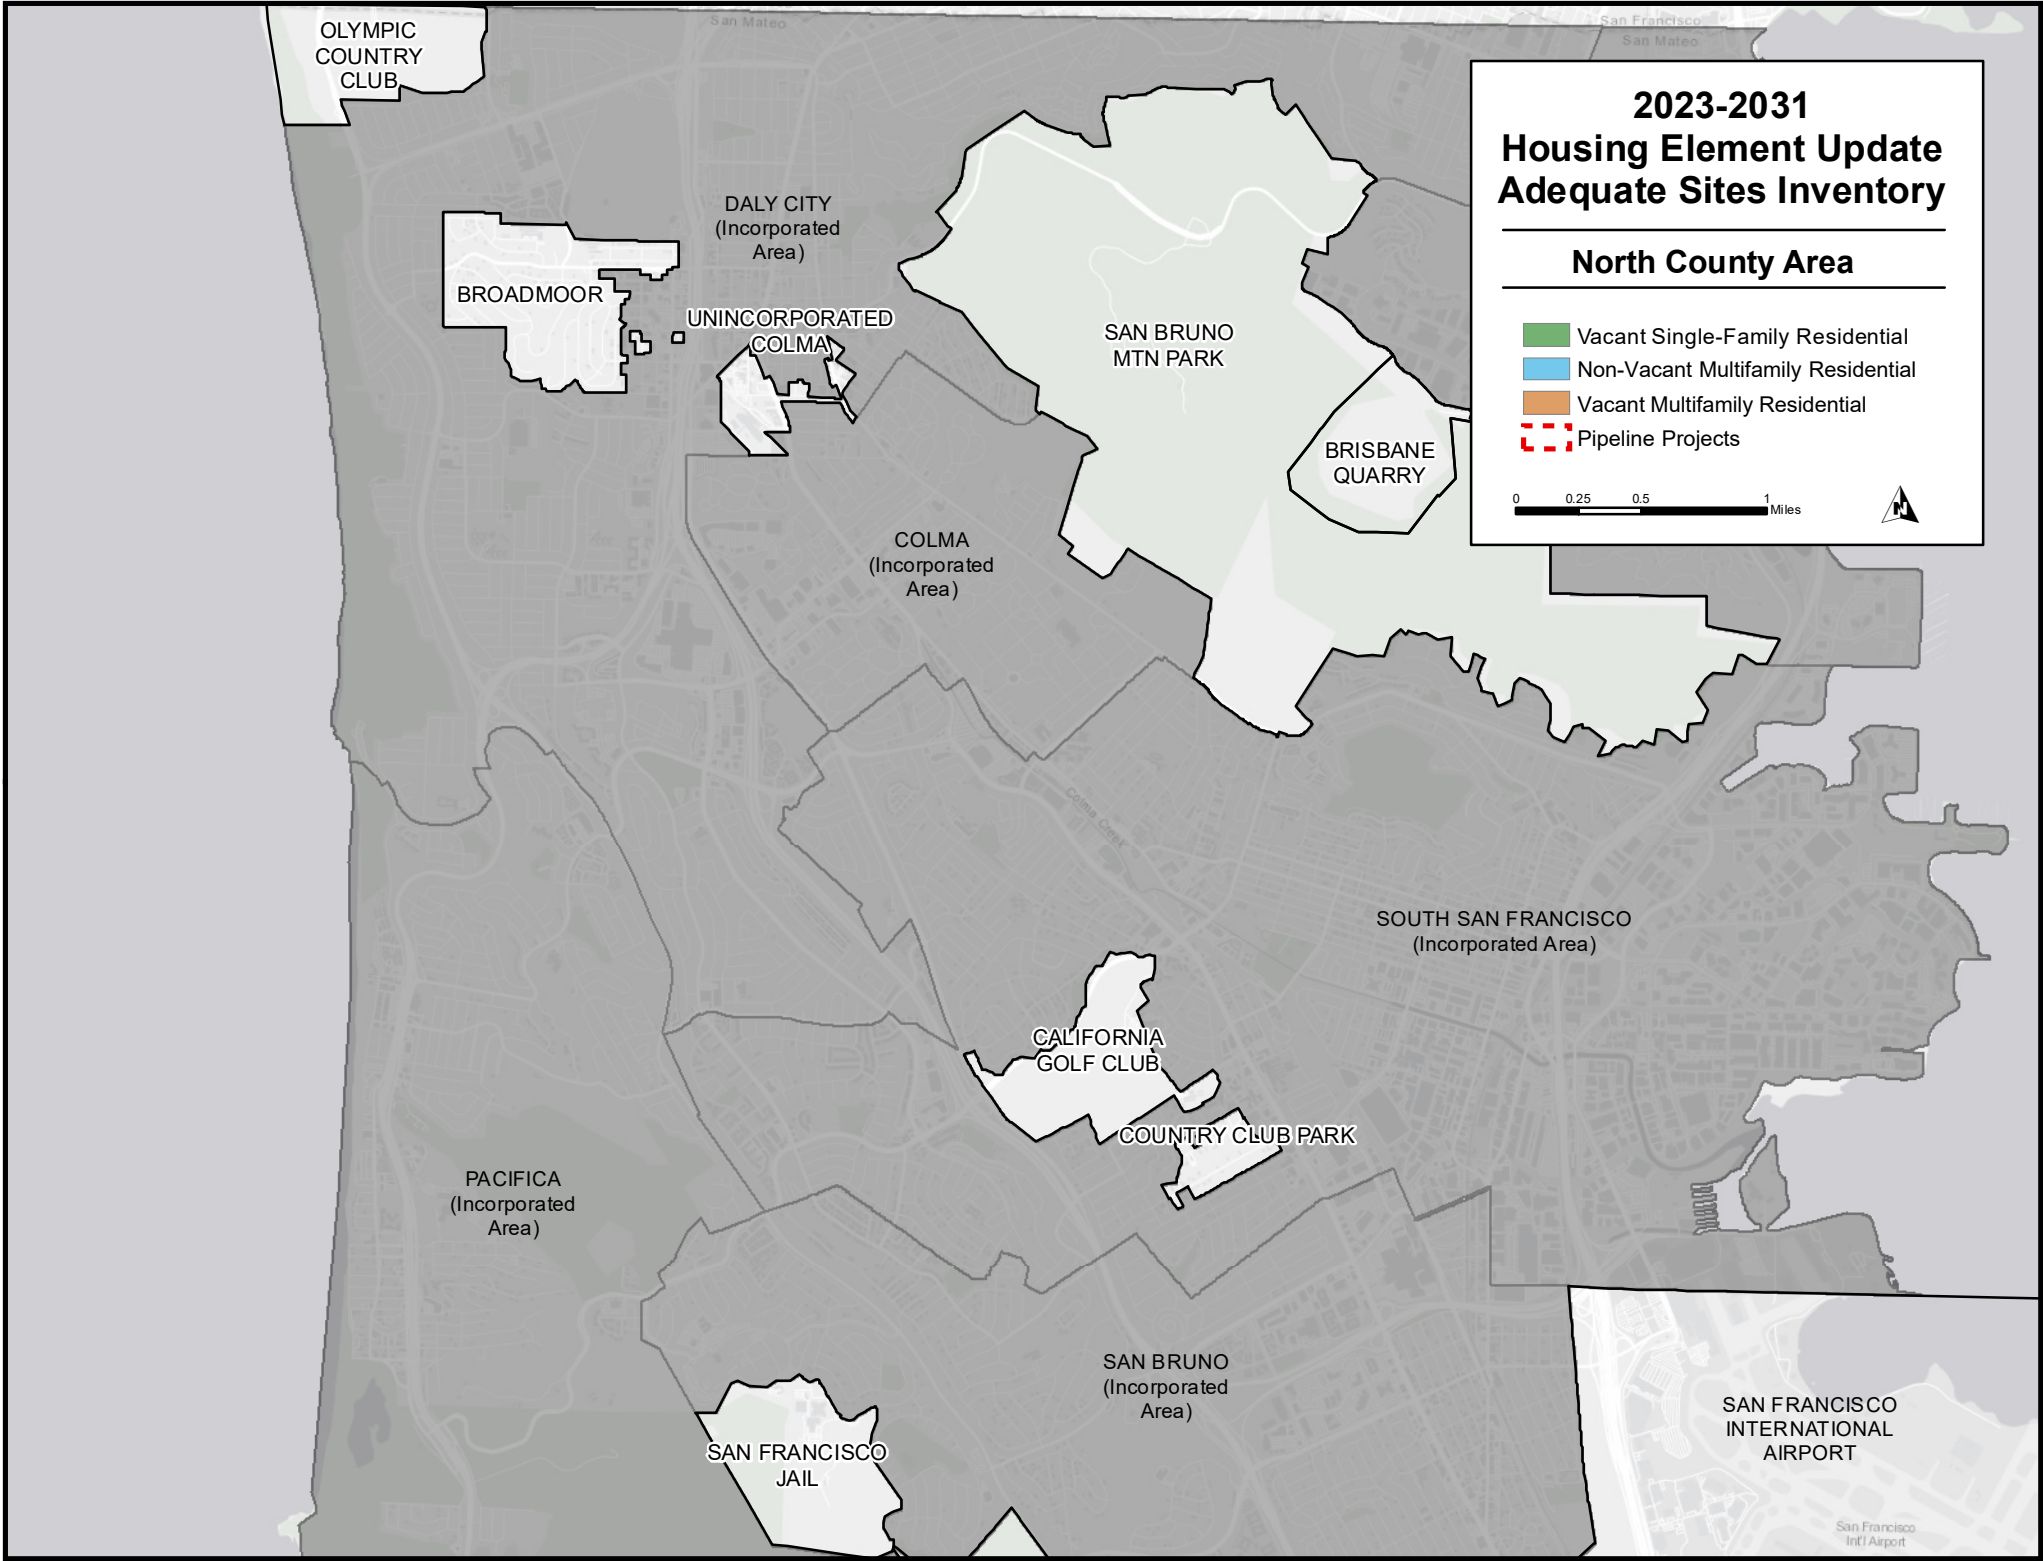 San Mateo
San Francisco
San Mateo
OLYMPIC
COUNTRY
CLUB
2023-2031
Housing Element Update
Adequate Sites Inventory
North County Area
Vacant Single-Family Residential
Non-Vacant Multifamily Residential
Vacant Multifamily Residential
Pipeline Projects
0
0.25
0.5
1
Miles
N
DALY CITY
(Incorporated
Area)
BROADMOOR
UNINCORPORATED
COLMA
SAN BRUNO
MTN PARK
BRISBANE
QUARRY
COLMA
(Incorporated
Area)
Colma Creek
SOUTH SAN FRANCISCO
(Incorporated Area)
CALIFORNIA
GOLF CLUB
COUNTRY CLUB PARK
PACIFICA
(Incorporated
Area)
SAN BRUNO
(Incorporated
Area)
SAN FRANCISCO
JAIL
SAN FRANCISCO
INTERNATIONAL
AIRPORT
San Francisco
Int'l Airport